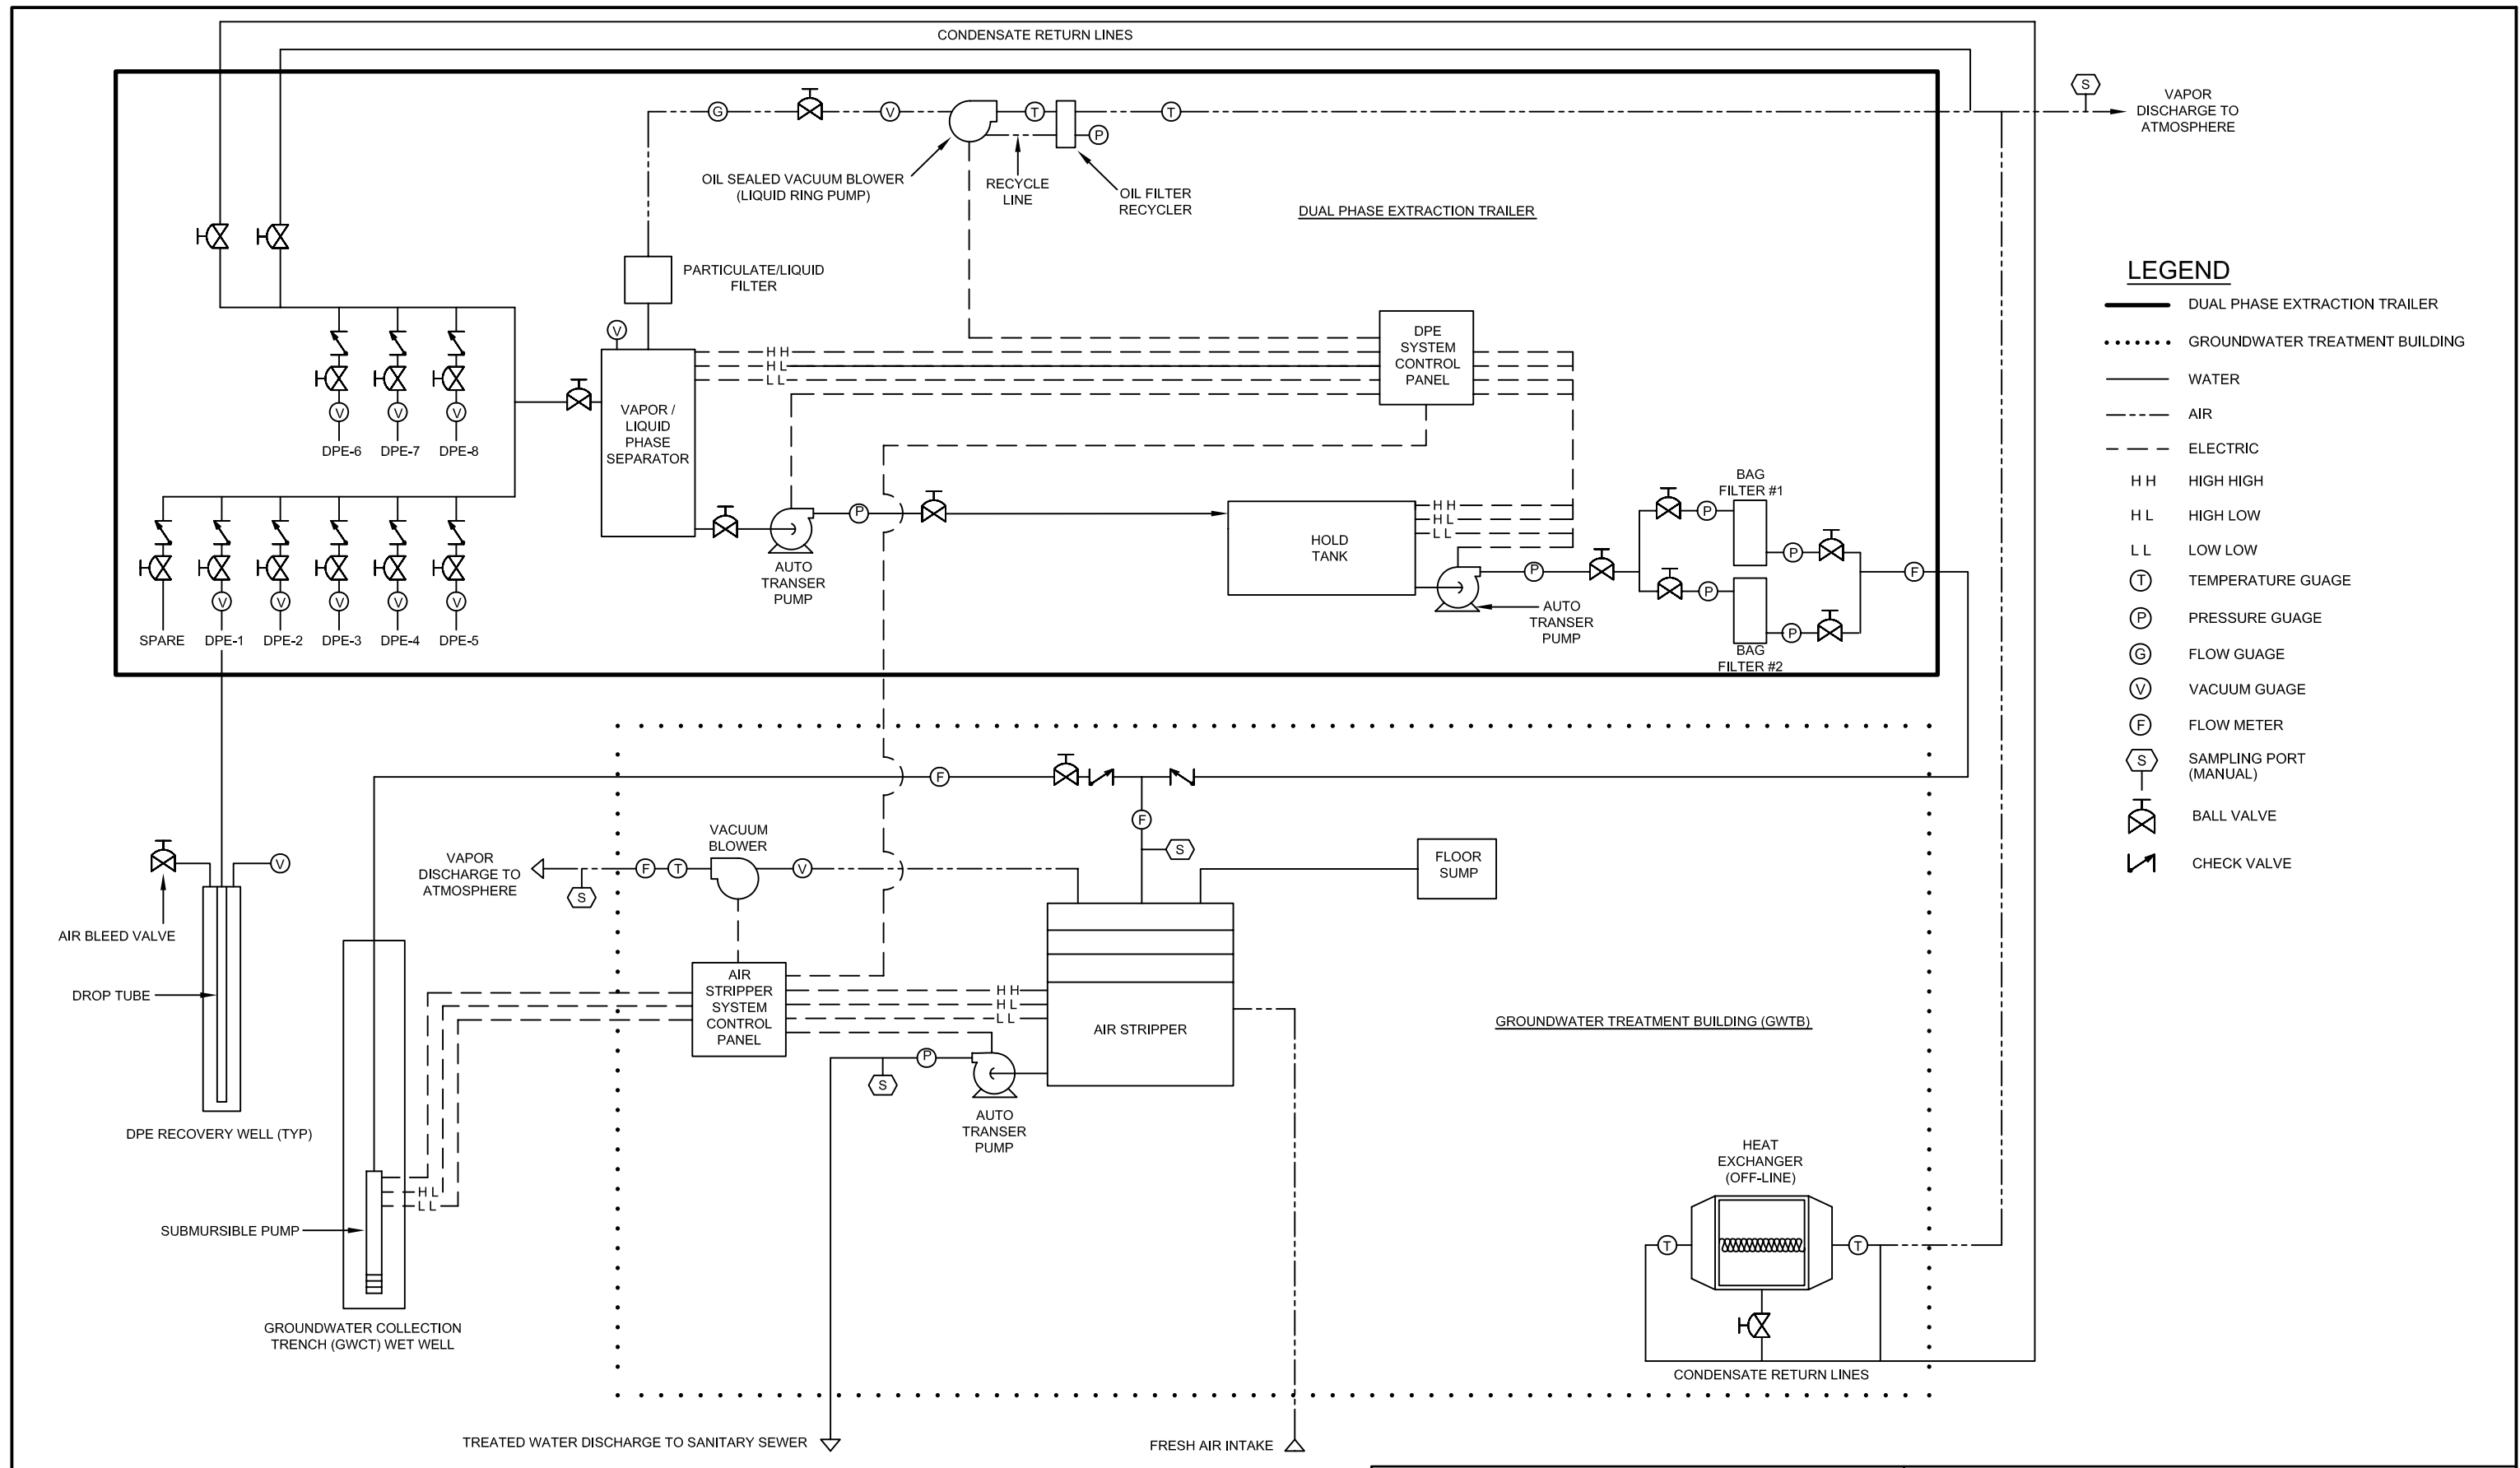 CONDENSATE RETURN LINES
S
VAPOR
DISCHARGE TO
ATMOSPHERE
G
V
T
P
T
OIL SEALED VACUUM BLOWER
(LIQUID RING PUMP)
RECYCLE
LINE
OIL FILTER
RECYCLER
DUAL PHASE EXTRACTION TRAILER
PARTICULATE/LIQUID
FILTER
V
VAPOR /
LIQUID
PHASE
SEPARATOR
H H
H L
L L
DPE
SYSTEM
CONTROL
PANEL
V
V
V
DPE-6
DPE-7
DPE-8
V
V
V
V
V
SPARE
DPE-1
DPE-2
DPE-3
DPE-4
DPE-5
AUTO
TRANSER
PUMP
P
HOLD
TANK
H H
H L
L L
AUTO
TRANSER
PUMP
P
BAG
FILTER #1
P
P
P
P
BAG
FILTER #2
F
LEGEND
DUAL PHASE EXTRACTION TRAILER
GROUNDWATER TREATMENT BUILDING
WATER
AIR
ELECTRIC
H H HIGH HIGH
H L HIGH LOW
L L LOW LOW
T TEMPERATURE GUAGE
P PRESSURE GUAGE
G FLOW GUAGE
V VACUUM GUAGE
F FLOW METER
S SAMPLING PORT
(MANUAL)
BALL VALVE
CHECK VALVE
F
F
S
VAPOR
DISCHARGE TO
ATMOSPHERE
S
F
T
VACUUM
BLOWER
V
FLOOR
SUMP
V
AIR BLEED VALVE
DROP TUBE
DPE RECOVERY WELL (TYP)
AIR
STRIPPER
SYSTEM
CONTROL
PANEL
H H
H L
L L
AIR STRIPPER
P
S
AUTO
TRANSER
PUMP
GROUNDWATER TREATMENT BUILDING (GWTB)
H L
L L
SUBMURSIBLE PUMP
GROUNDWATER COLLECTION
TRENCH (GWCT) WET WELL
HEAT
EXCHANGER
(OFF-LINE)
T
T
CONDENSATE RETURN LINES
TREATED WATER DISCHARGE TO SANITARY SEWER
FRESH AIR INTAKE